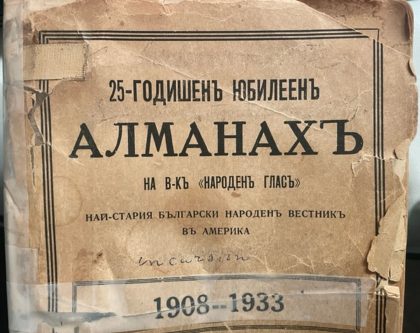 25-ГОДИШЕНЪ ЮБИЛЕЕНЪ
АЛМАНАХЪ
НА В-КЪ «НАРОДЕНЪ ГЛАСЪ»
НАЙ-СТАРИЯ БЪЛГАРСКИ НАРОДЕНЪ ВЕСТНИКЪ
ВЪ АМЕРИКА
1908--1933